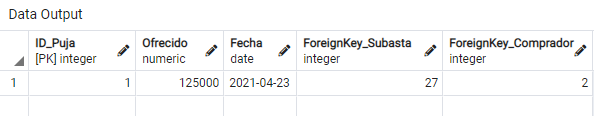 Data Output
ID_Puja Ofrecido Fecha ForeignKey_Subasta ForeignKey_Comprador
[PK] integer numeric date integer integer
1 1 125000 2021-04-23 27 2